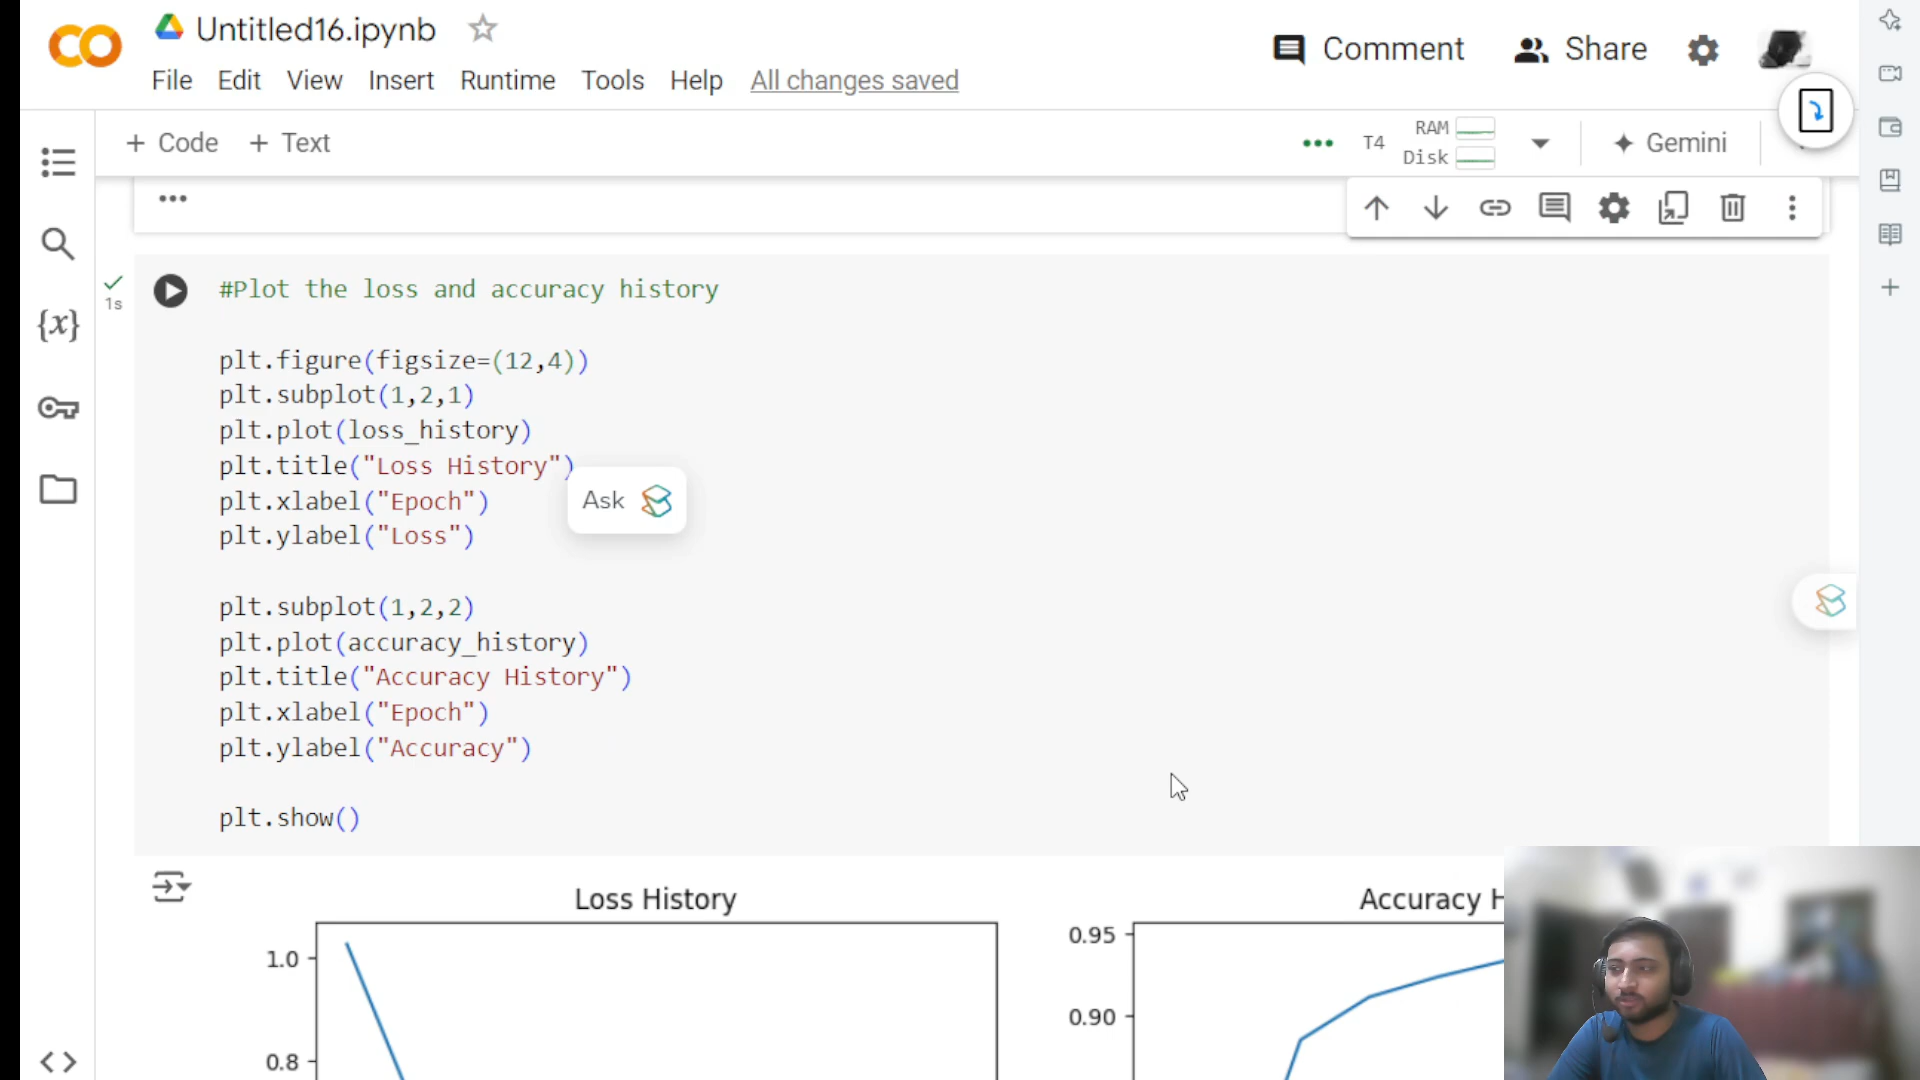 Untitled16.ipynb
Comment
Share
File Edit View Insert Runtime Tools Help All changes saved
+ Code + Text
T4
RAM
Disk
Gemini
1s
#Plot the loss and accuracy history
plt.figure(figsize=(12,4))
plt.subplot(1,2,1)
plt.plot(loss_history)
plt.title("Loss History")
plt.xlabel("Epoch")
plt.ylabel("Loss")
Ask
plt.subplot(1,2,2)
plt.plot(accuracy_history)
plt.title("Accuracy History")
plt.xlabel("Epoch")
plt.ylabel("Accuracy")
plt.show()
Loss History
1.0
0.8
Accuracy H
0.95
0.90